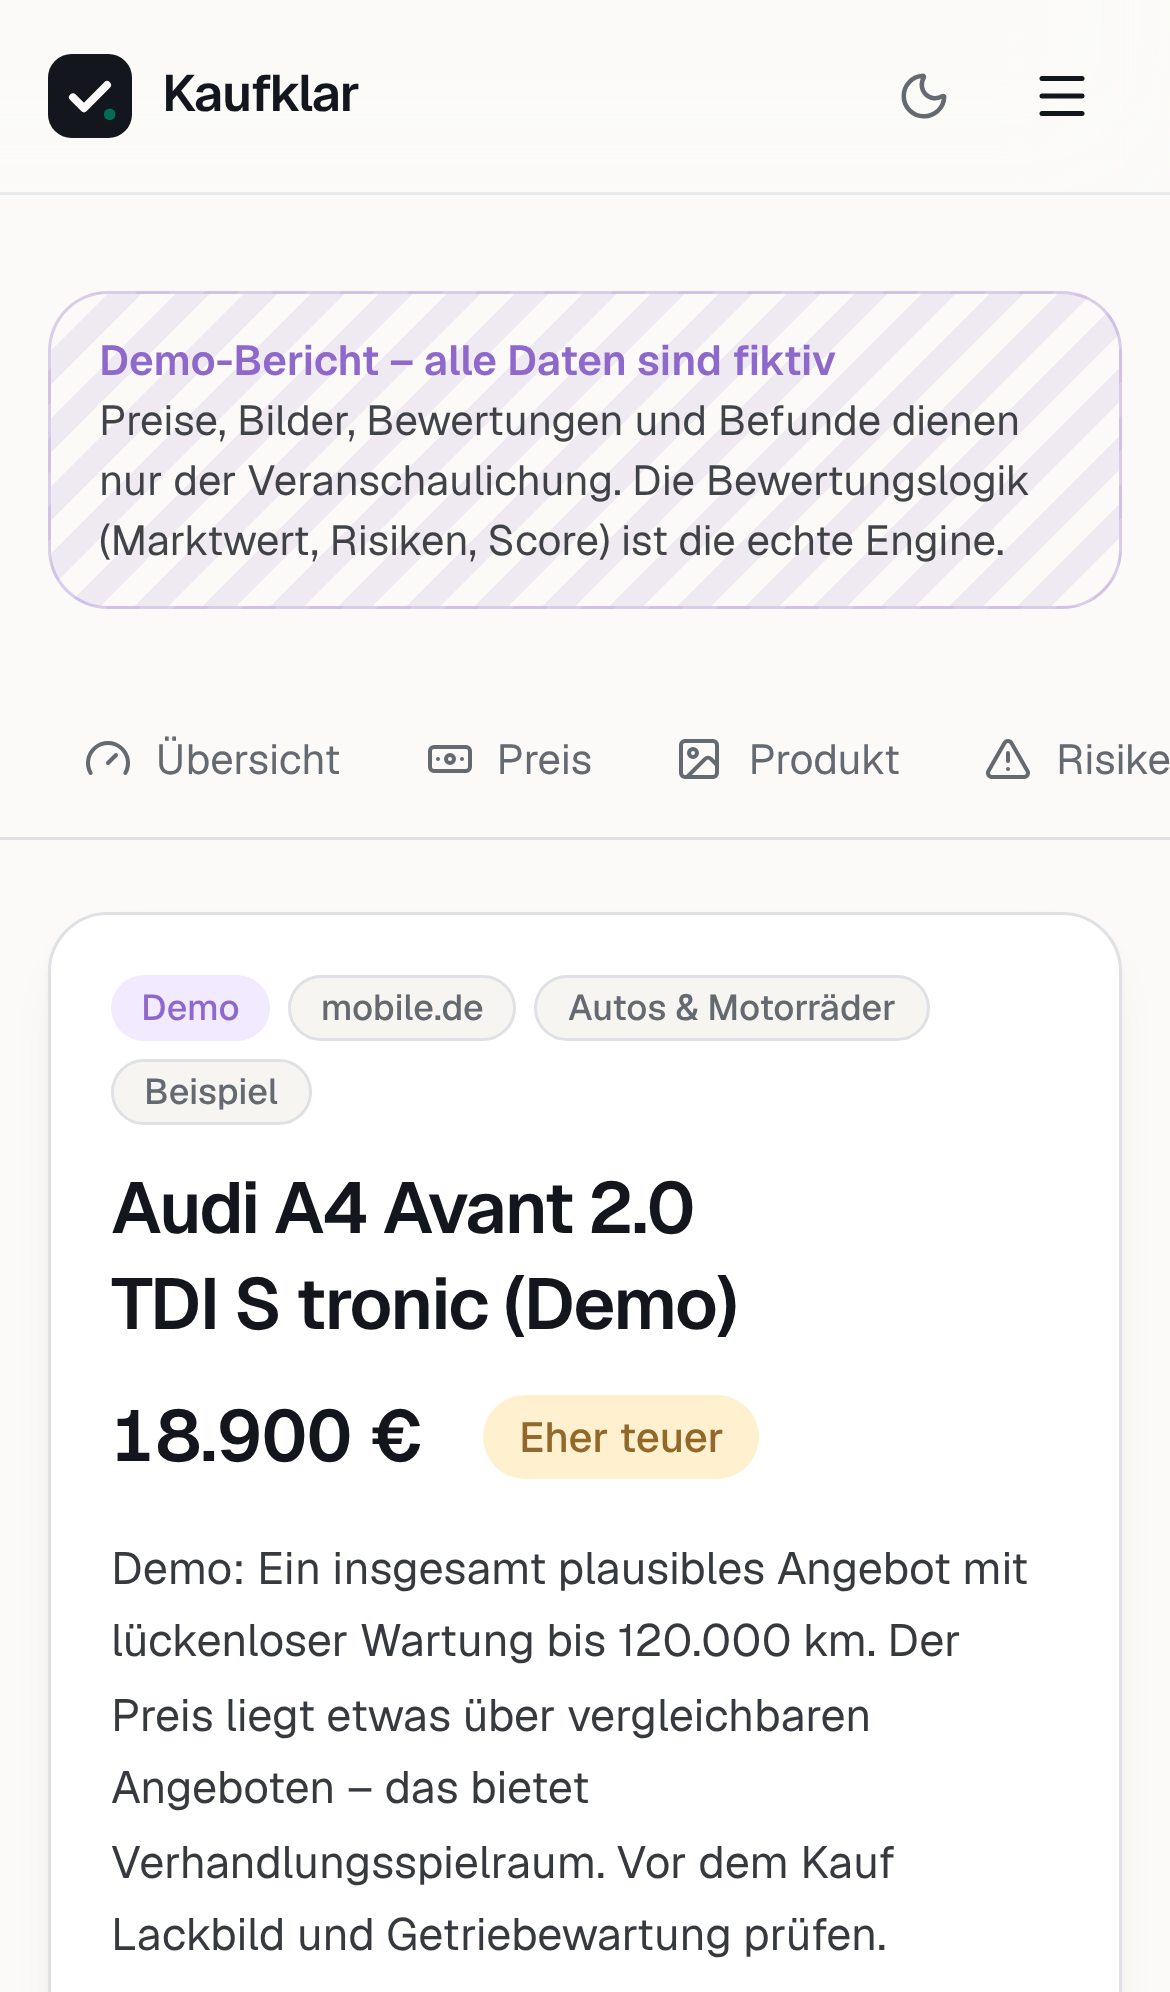 Kaufklar
Demo-Bericht – alle Daten sind fiktiv
Preise, Bilder, Bewertungen und Befunde dienen
nur der Veranschaulichung. Die Bewertungslogik
(Marktwert, Risiken, Score) ist die echte Engine.
Übersicht Preis Produkt Risike
Demo mobile.de Autos & Motorräder
Beispiel
Audi A4 Avant 2.0
TDI S tronic (Demo)
18.900 € Eher teuer
Demo: Ein insgesamt plausibles Angebot mit
lückenloser Wartung bis 120.000 km. Der
Preis liegt etwas über vergleichbaren
Angeboten – das bietet
Verhandlungsspielraum. Vor dem Kauf
Lackbild und Getriebewartung prüfen.